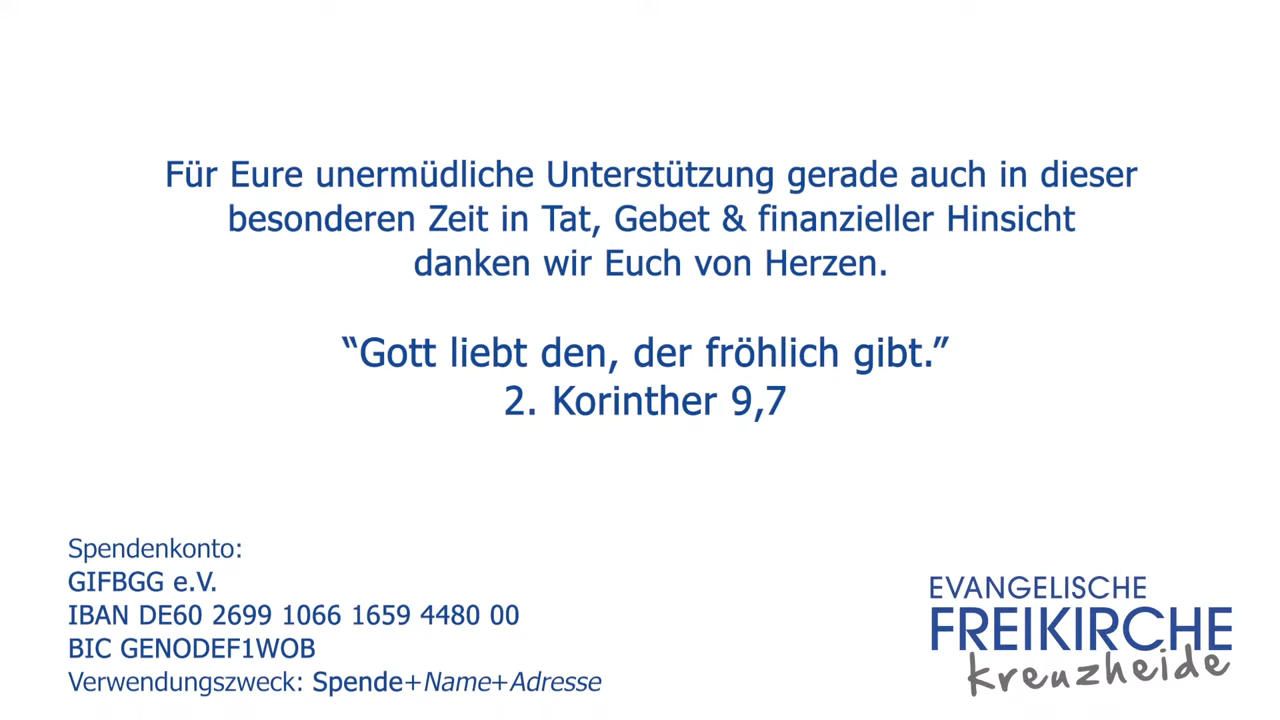 Für Eure unermüdliche Unterstützung gerade auch in dieser
besonderen Zeit in Tat, Gebet & finanzieller Hinsicht
danken wir Euch von Herzen.
“Gott liebt den, der fröhlich gibt.”
2. Korinther 9,7
Spendenkonto:
GIFBGG e.V.
IBAN DE60 2699 1066 1659 4480 00
BIC GENODEF1WOB
Verwendungszweck: Spende+Name+Adresse
EVANGELISCHE
FREIKIRCHE
kreuzheide